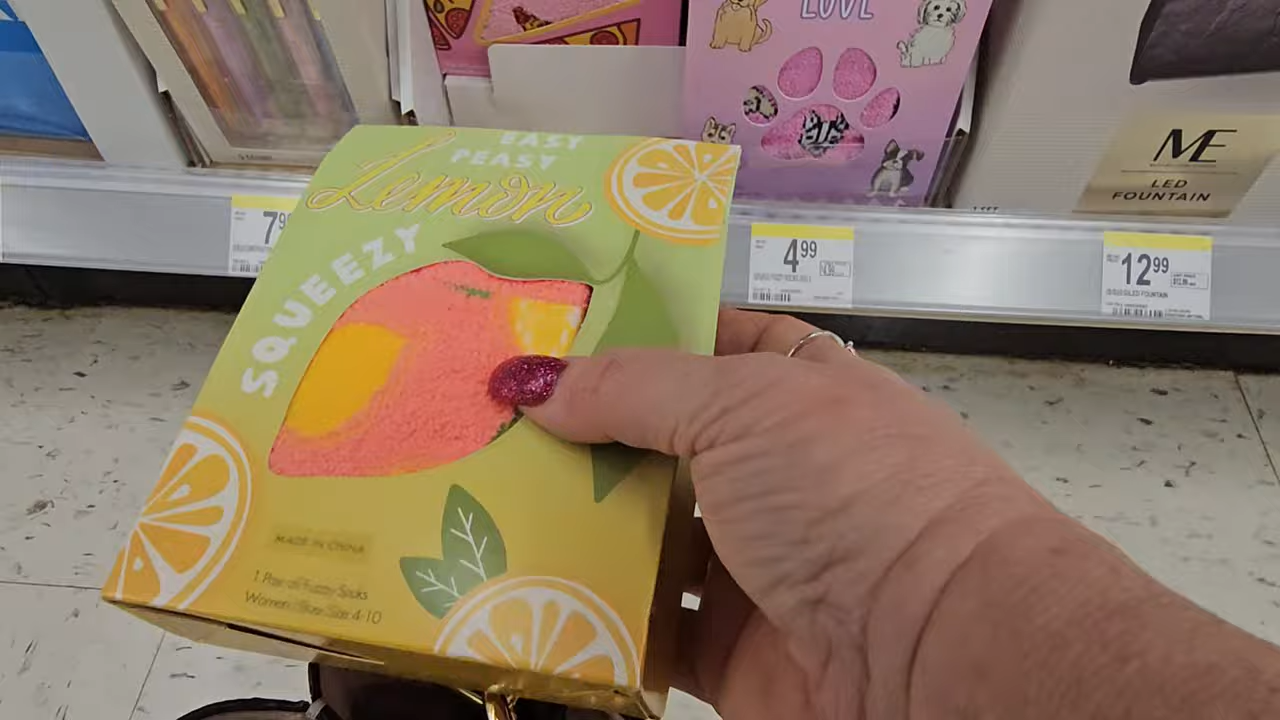 LOVE
EASY
PEASY
Lemon
SQUEEZY
MADE IN CHINA
1 Pair of Fuzzy Socks
Women Shoe Size 4-10
7
4 99
12 99
ME
LED
FOUNTAIN